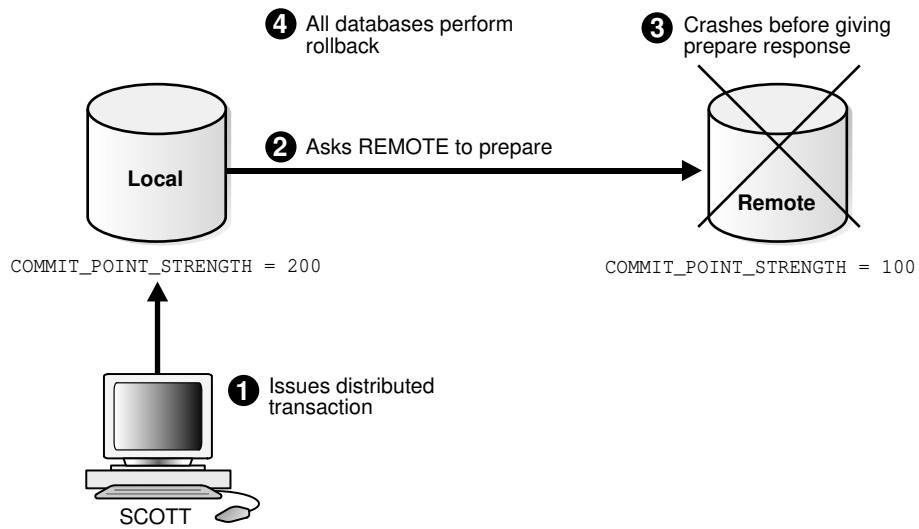 4 All databases perform
rollback
3 Crashes before giving
prepare response
2 Asks REMOTE to prepare
Local
Remote
COMMIT_POINT_STRENGTH = 200
COMMIT_POINT_STRENGTH = 100
1 Issues distributed
transaction
SCOTT